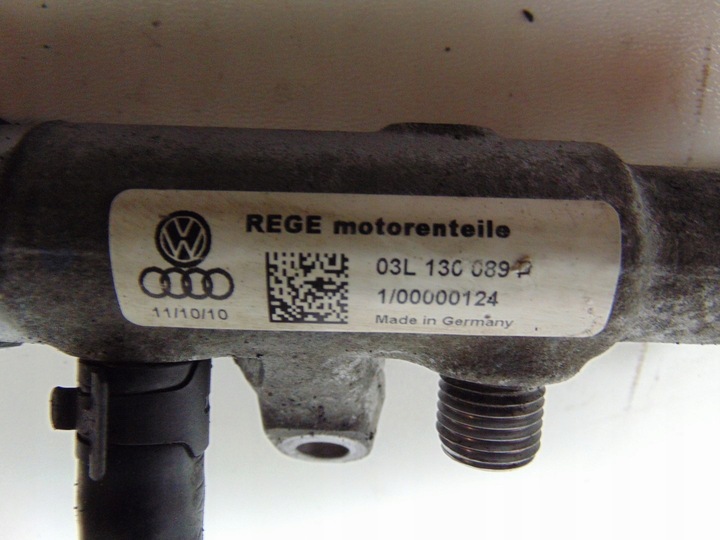 REGE motorenteile
03L 130 089 P
1/00000124
Made in Germany
11/10/10